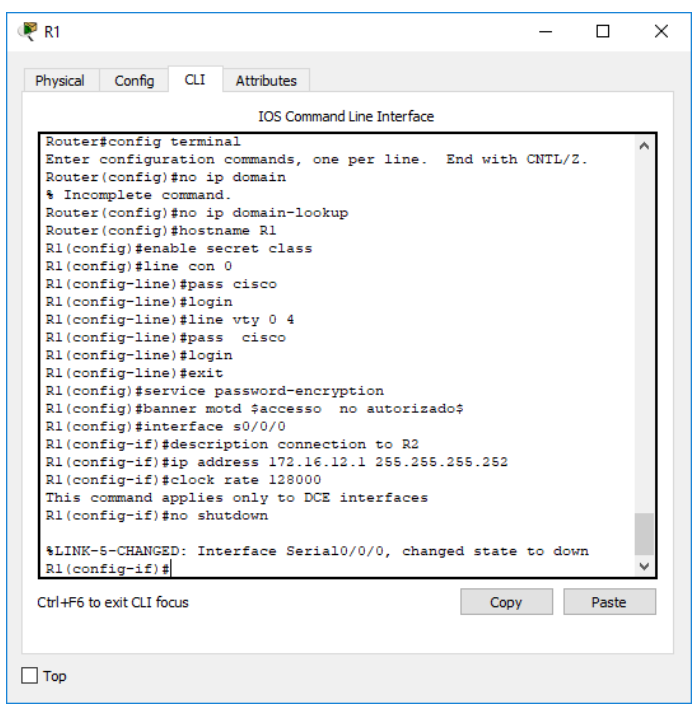 R1
Physical Config CLI Attributes
IOS Command Line Interface
Router#config terminal
Enter configuration commands, one per line.  End with CNTL/Z.
Router(config)#no ip domain
% Incomplete command.
Router(config)#no ip domain-lookup
Router(config)#hostname R1
R1(config)#enable secret class
R1(config)#line con 0
R1(config-line)#pass cisco
R1(config-line)#login
R1(config-line)#line vty 0 4
R1(config-line)#pass  cisco
R1(config-line)#login
R1(config-line)#exit
R1(config)#service password-encryption
R1(config)#banner motd $accesso  no autorizado$
R1(config)#interface s0/0/0
R1(config-if)#description connection to R2
R1(config-if)#ip address 172.16.12.1 255.255.255.252
R1(config-if)#clock rate 128000
This command applies only to DCE interfaces
R1(config-if)#no shutdown
%LINK-5-CHANGED: Interface Serial0/0/0, changed state to down
R1(config-if)#
Ctrl+F6 to exit CLI focus
Copy Paste
Top